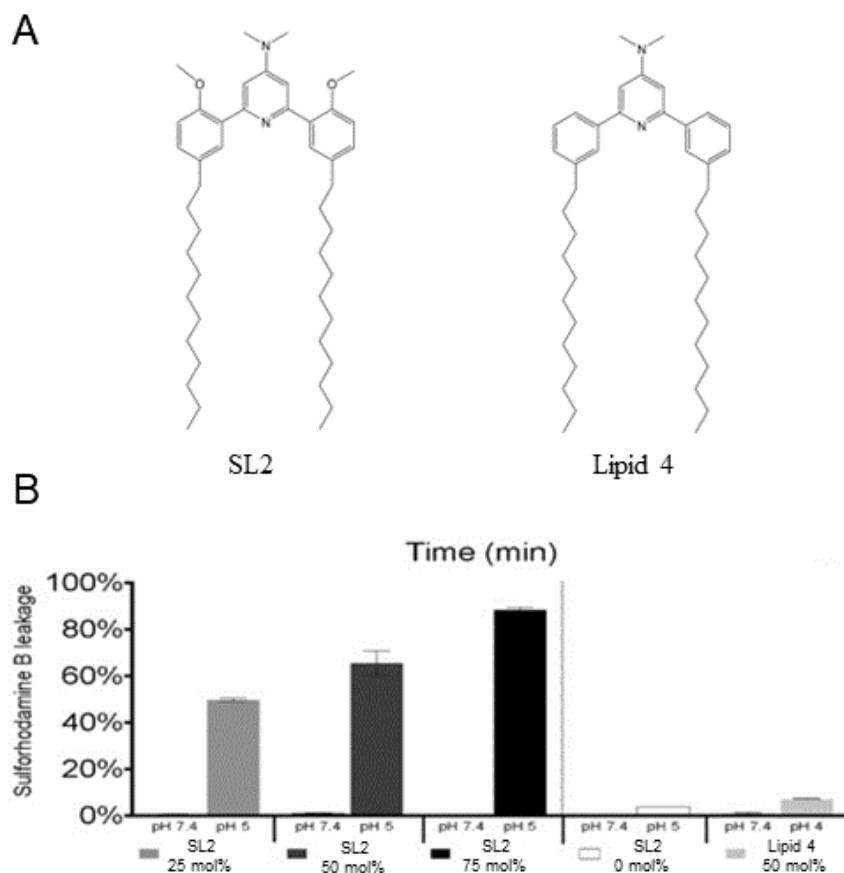 A
N
O
N
O
N
N
SL2 Lipid 4
B
Time (min)
Sulforhodamine B leakage
100%
80%
60%
40%
20%
0%
pH 7.4 pH 5 pH 7.4 pH 5 pH 7.4 pH 5 pH 7.4 pH 5 pH 7.4 pH 4
SL2 SL2 SL2 SL2 Lipid 4
25 mol% 50 mol% 75 mol% 0 mol% 50 mol%